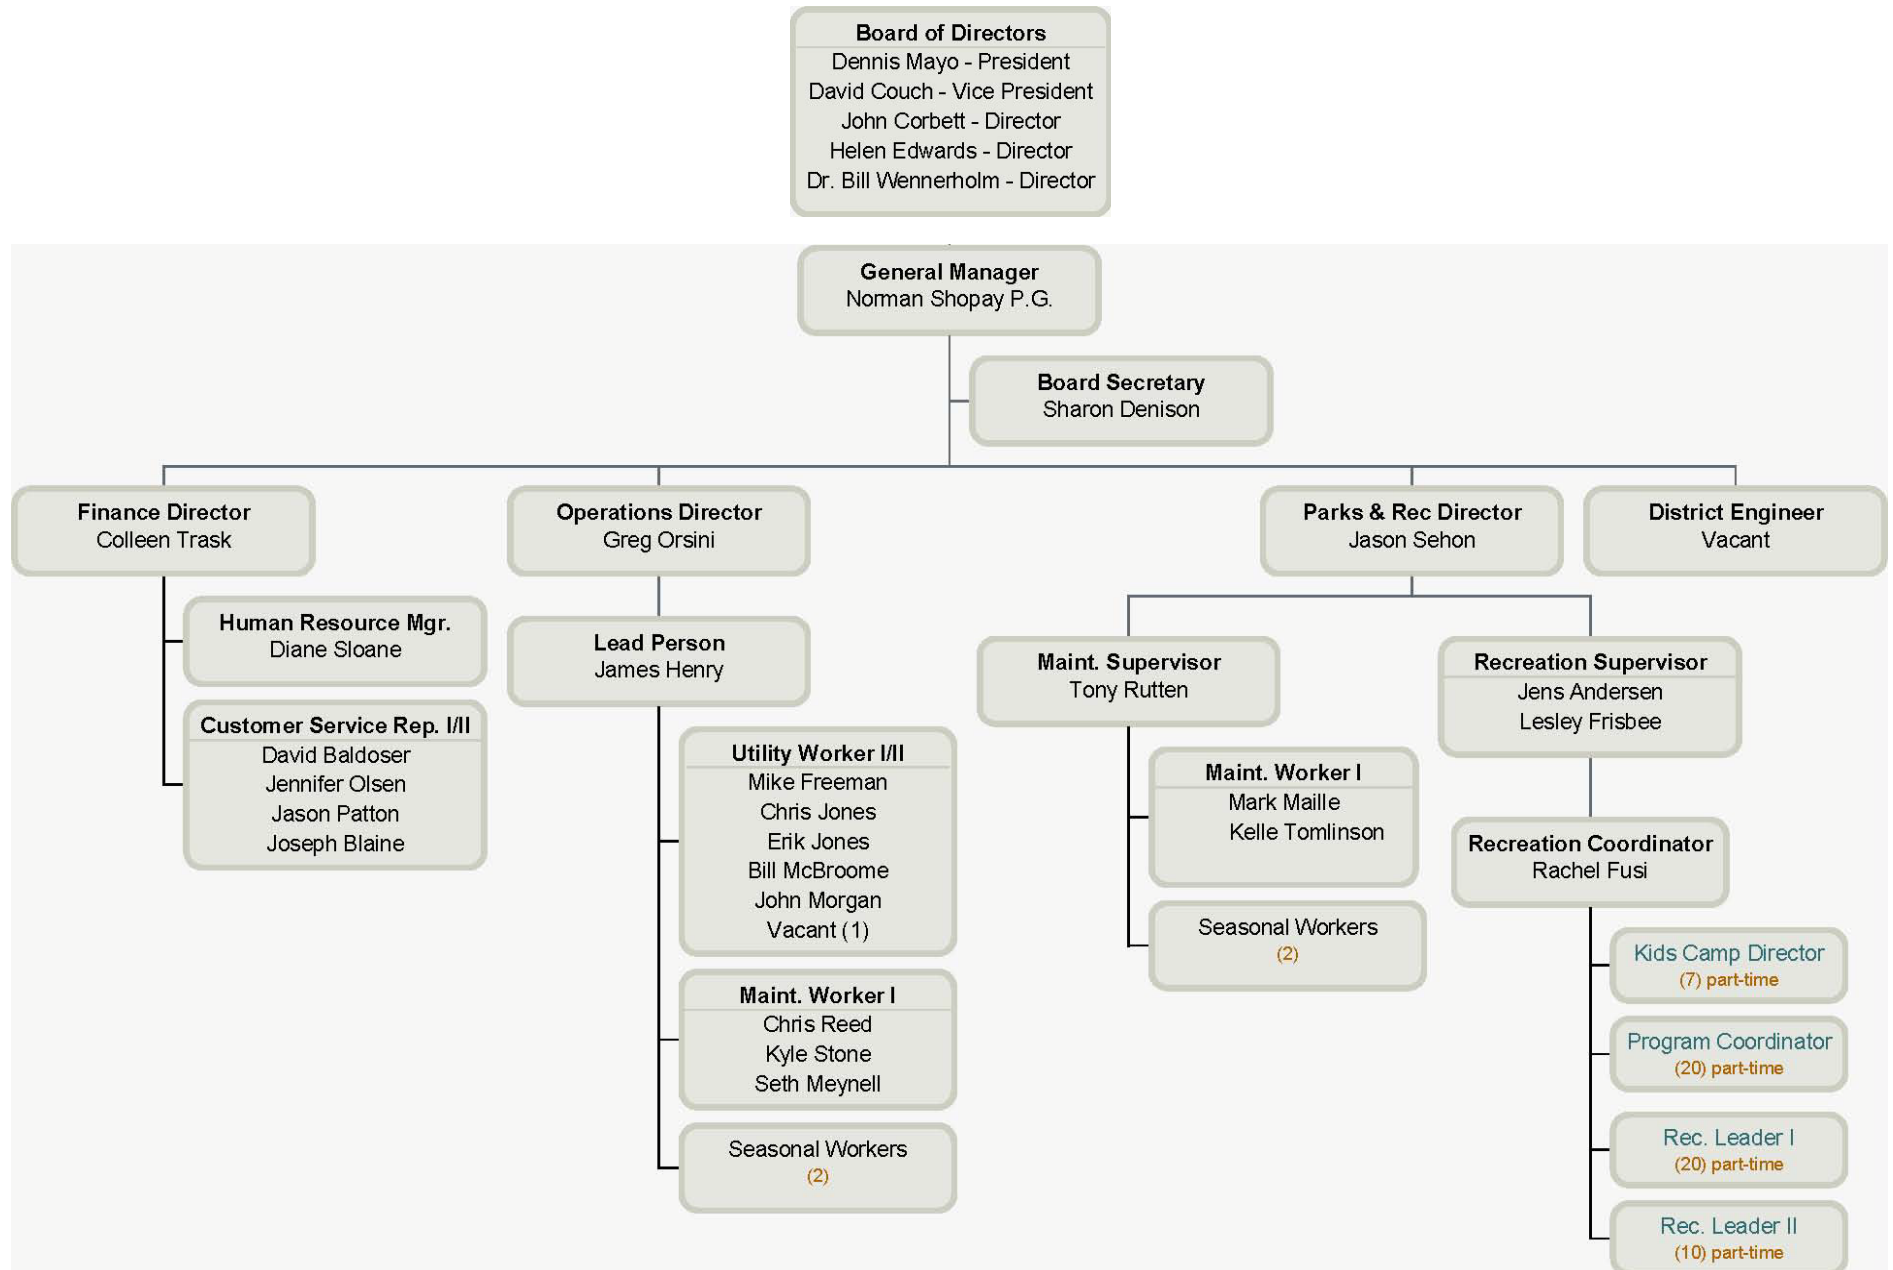 Board of Directors
Dennis Mayo - President
David Couch - Vice President
John Corbett - Director
Helen Edwards - Director
Dr. Bill Wennerholm - Director
General Manager
Norman Shopay P.G.
Board Secretary
Sharon Denison
Finance Director
Colleen Trask
Human Resource Mgr.
Diane Sloane
Customer Service Rep. I/II
David Baldoser
Jennifer Olsen
Jason Patton
Joseph Blaine
Operations Director
Greg Orsini
Lead Person
James Henry
Utility Worker I/II
Mike Freeman
Chris Jones
Erik Jones
Bill McBroome
John Morgan
Vacant (1)
Maint. Worker I
Chris Reed
Kyle Stone
Seth Meynell
Seasonal Workers
(2)
Parks & Rec Director
Jason Sehon
Maint. Supervisor
Tony Rutten
Maint. Worker I
Mark Maille
Kelle Tomlinson
Seasonal Workers
(2)
Recreation Supervisor
Jens Andersen
Lesley Frisbee
Recreation Coordinator
Rachel Fusi
Kids Camp Director
(7) part-time
Program Coordinator
(20) part-time
Rec. Leader I
(20) part-time
Rec. Leader II
(10) part-time
District Engineer
Vacant